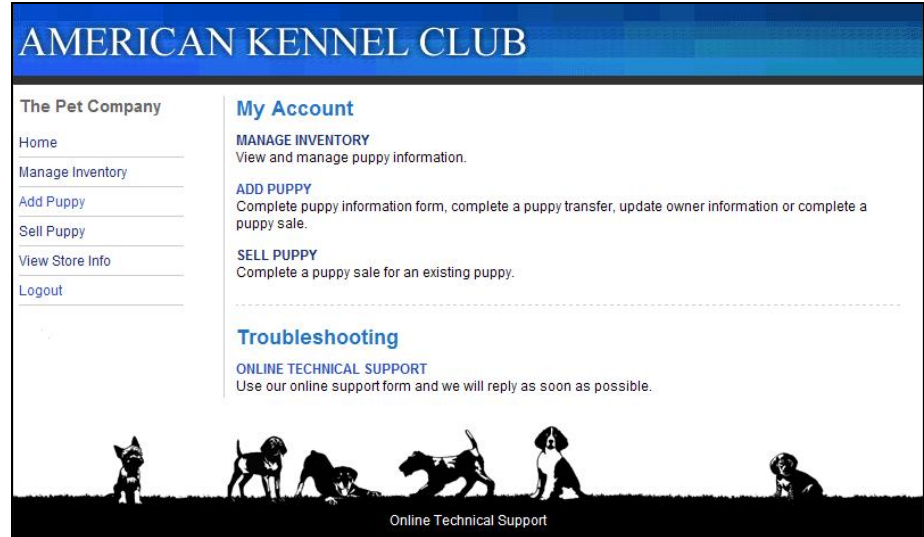 AMERICAN KENNEL CLUB
The Pet Company
Home
Manage Inventory
Add Puppy
Sell Puppy
View Store Info
Logout
My Account
MANAGE INVENTORY
View and manage puppy information.
ADD PUPPY
Complete puppy information form, complete a puppy transfer, update owner information or complete a
puppy sale.
SELL PUPPY
Complete a puppy sale for an existing puppy.
Troubleshooting
ONLINE TECHNICAL SUPPORT
Use our online support form and we will reply as soon as possible.
Online Technical Support